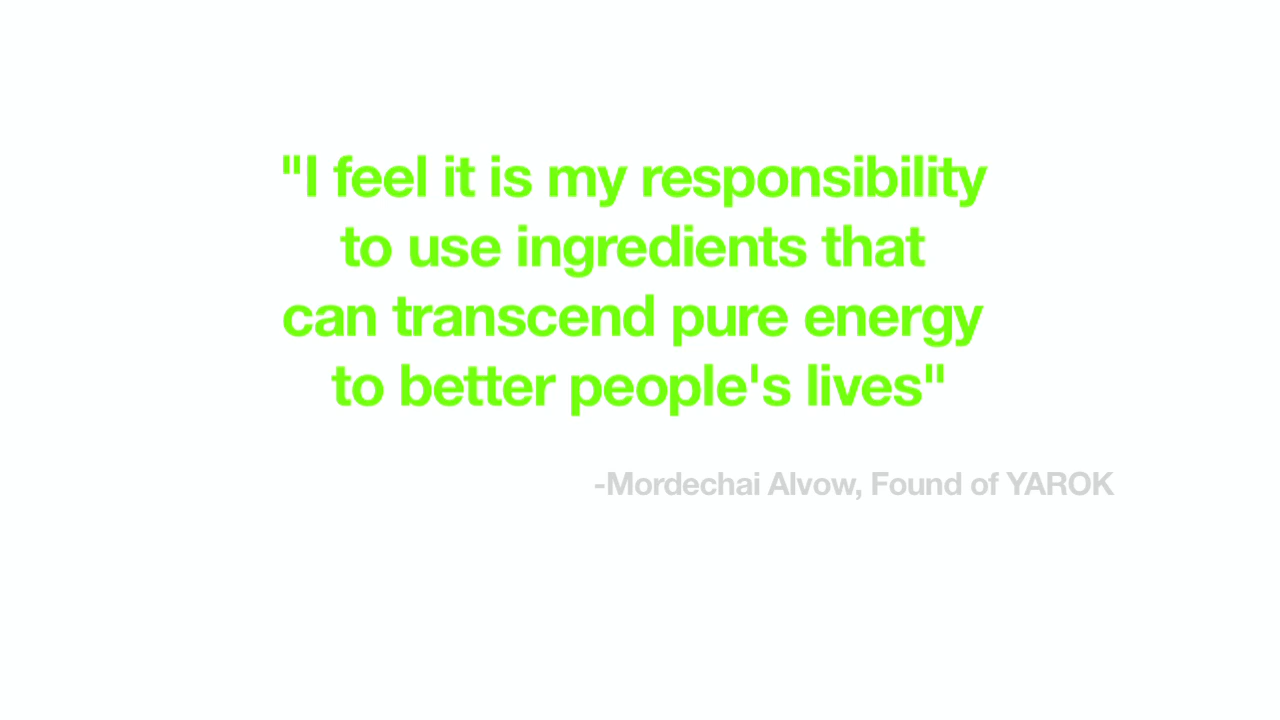 "I feel it is my responsibility
to use ingredients that
can transcend pure energy
to better people's lives"
-Mordechai Alvow, Found of YAROK